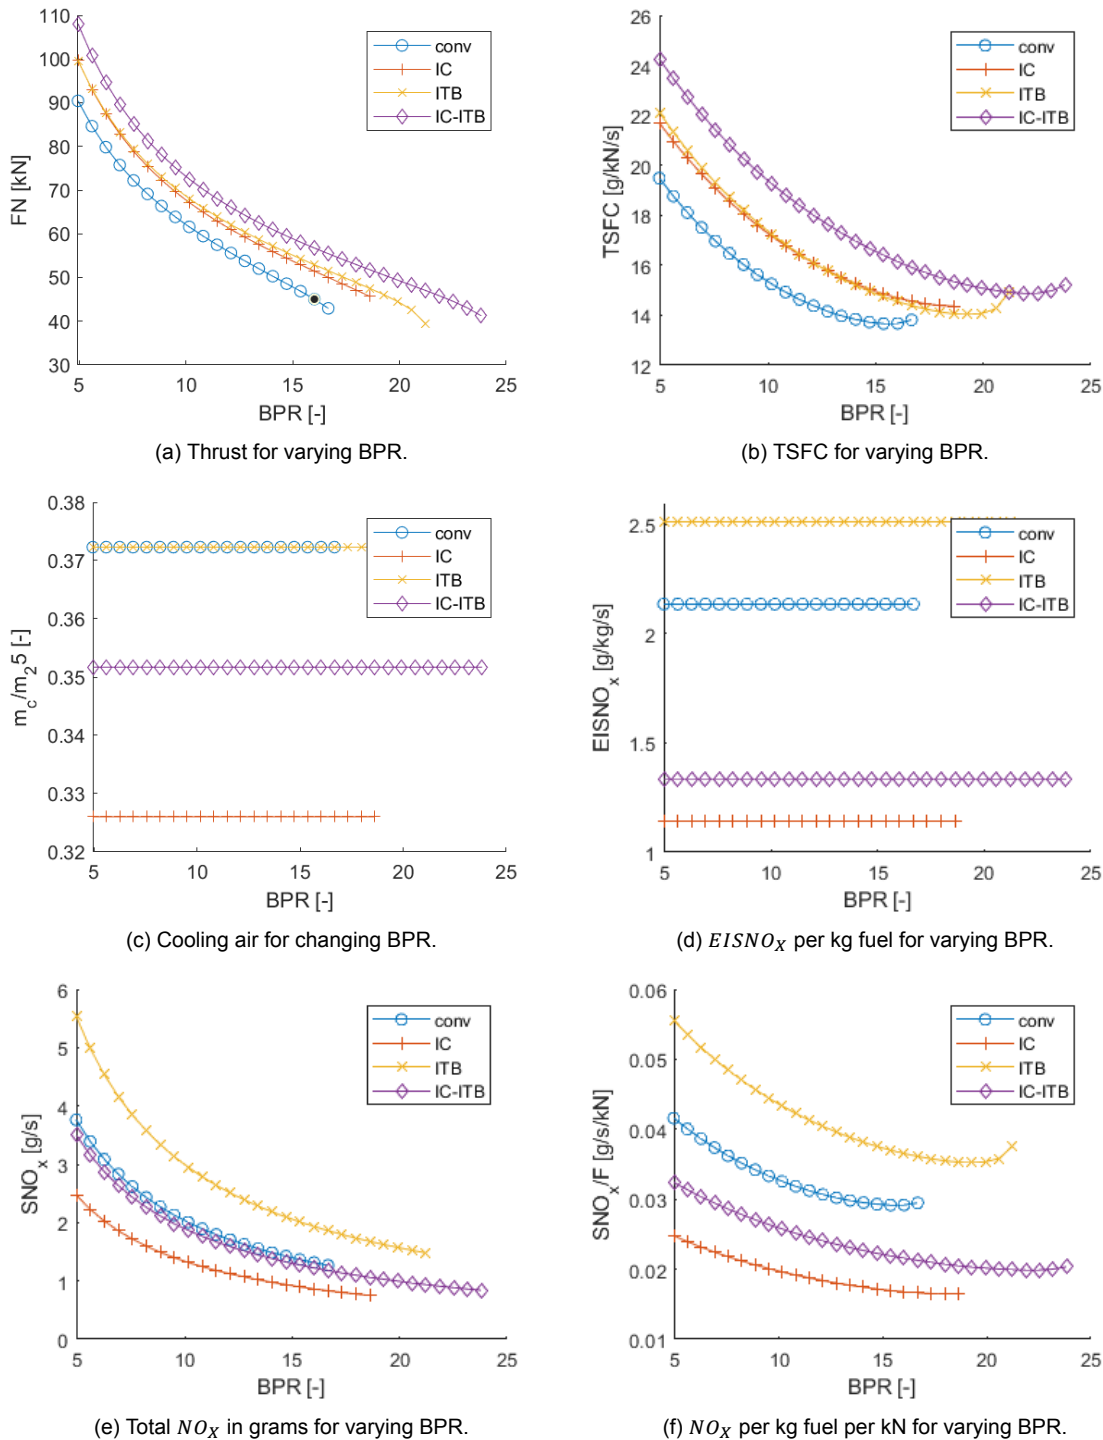 110
100
90
80
70
60
50
40
30
FN [kN]
5
10
15
20
25
BPR [-]
conv
IC
ITB
IC-ITB
(a) Thrust for varying BPR.
26
24
22
20
18
16
14
12
TSFC [g/kN/s]
5
10
15
20
25
BPR [-]
conv
IC
ITB
IC-ITB
(b) TSFC for varying BPR.
0.38
0.37
0.36
0.35
0.34
0.33
0.32
m_c/m_25 [-]
5
10
15
20
25
BPR [-]
conv
IC
ITB
IC-ITB
(c) Cooling air for changing BPR.
2.5
2
1.5
1
EISNO_x [g/kg/s]
5
10
15
20
25
BPR [-]
conv
IC
ITB
IC-ITB
(d) EISNO_X per kg fuel for varying BPR.
6
5
4
3
2
1
0
SNO_x [g/s]
5
10
15
20
25
BPR [-]
conv
IC
ITB
IC-ITB
(e) Total NO_X in grams for varying BPR.
0.06
0.05
0.04
0.03
0.02
0.01
SNO_x/F [g/s/kN]
5
10
15
20
25
BPR [-]
conv
IC
ITB
IC-ITB
(f) NO_X per kg fuel per kN for varying BPR.